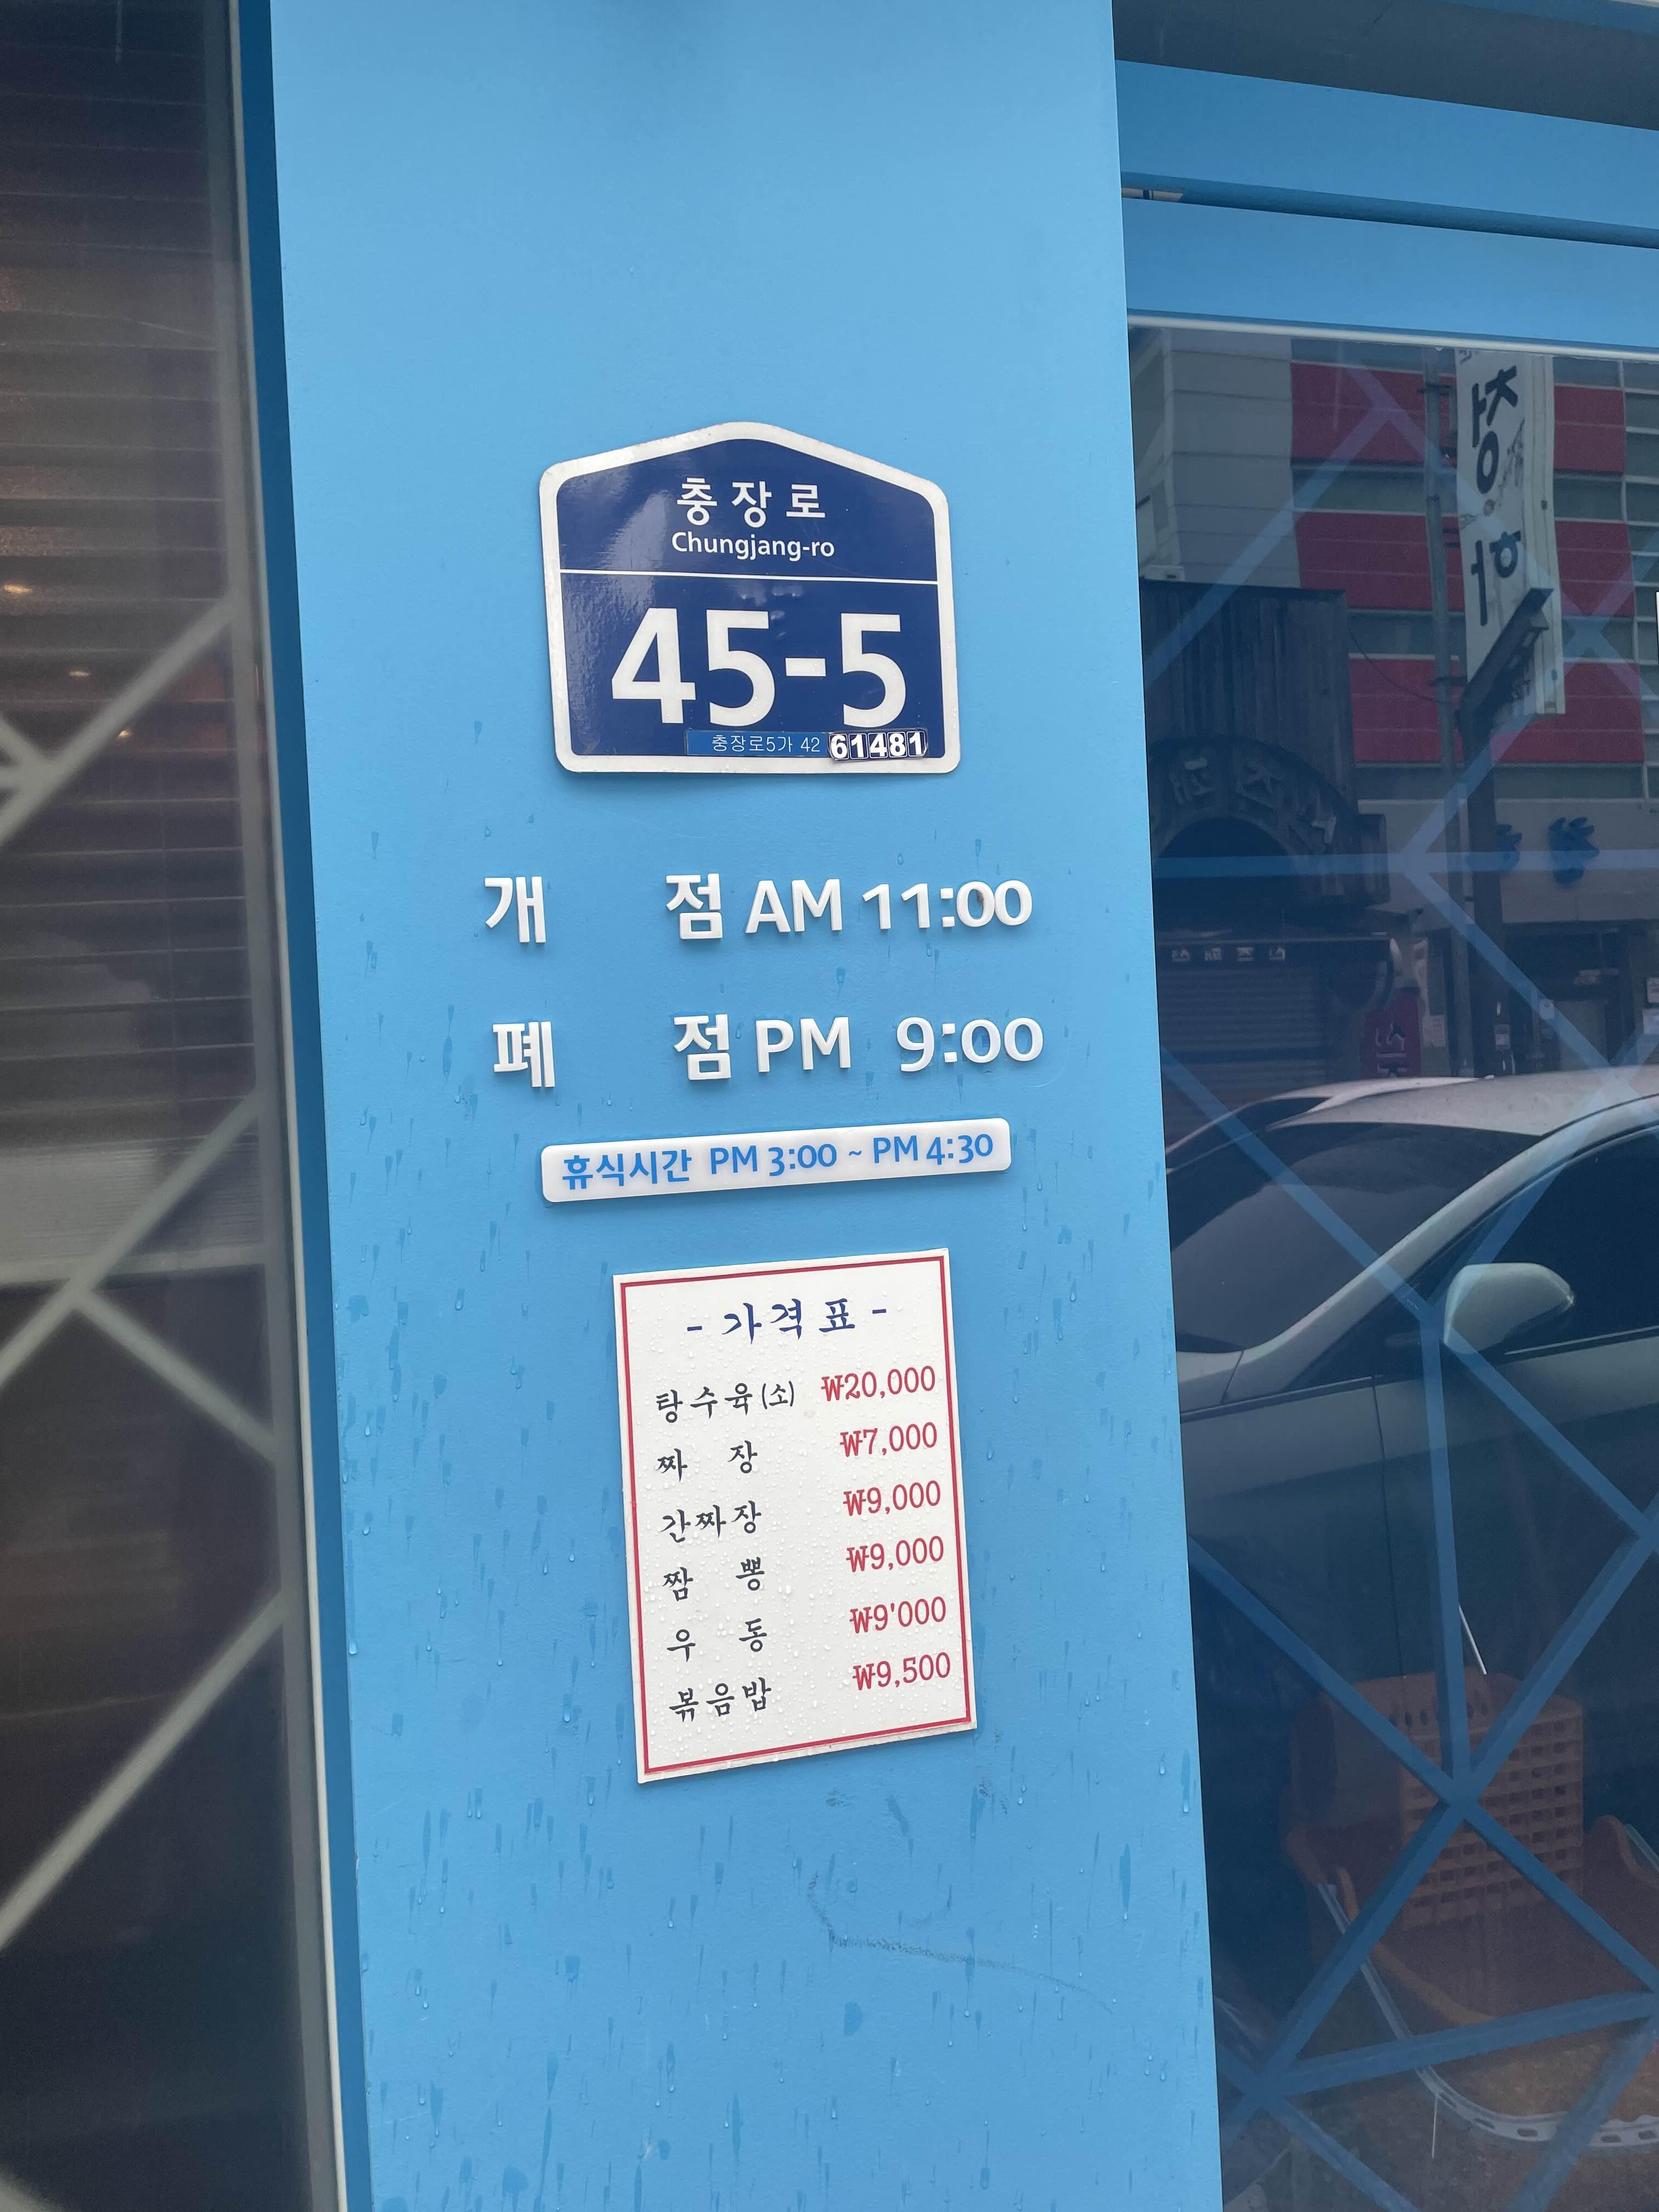 충장로
Chungjang-ro
45-5
충장로5가 42 61481
개 점 AM 11:00
폐 점 PM 9:00
휴식시간 PM 3:00 ~ PM 4:30
- 가격표 -
탕수육(소) ₩20,000
짜 장 ₩7,000
간짜장 ₩9,000
짬 뽕 ₩9,000
우 동 ₩9'000
볶음밥 ₩9,500
청하